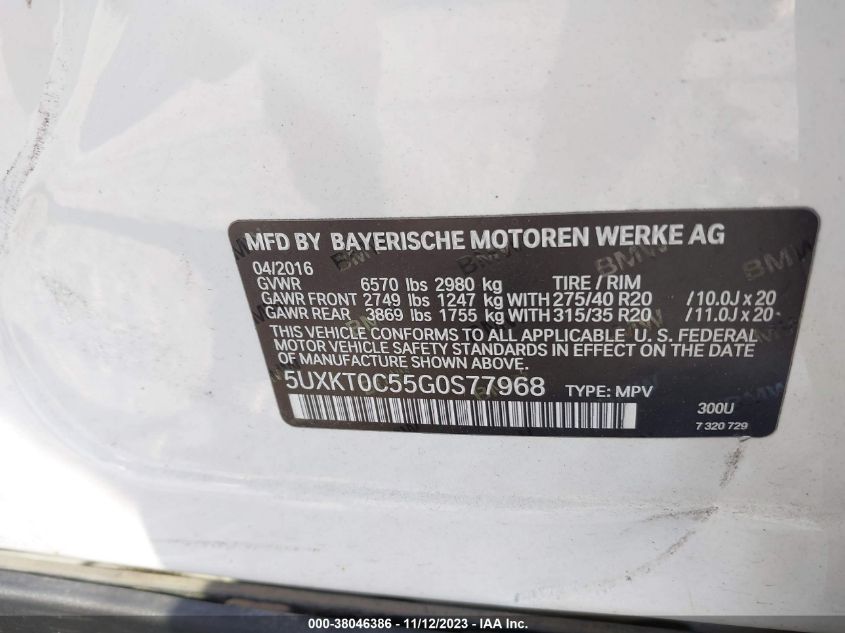 MFD BY BAYERISCHE MOTOREN WERKE AG
04/2016
GVWR 6570 lbs 2980 kg TIRE / RIM
GAWR FRONT 2749 lbs 1247 kg WITH 275/40 R20 /10.0J x 20
GAWR REAR 3869 lbs 1755 kg WITH 315/35 R20 /11.0J x 20
THIS VEHICLE CONFORMS TO ALL APPLICABLE U. S. FEDERAL
MOTOR VEHICLE SAFETY STANDARDS IN EFFECT ON THE DATE
OF MANUFACTURE SHOWN ABOVE.
5UXKT0C55G0S77968 TYPE: MPV
300U
7 320 729
000-38046386 - 11/12/2023 - © IAA, Inc.